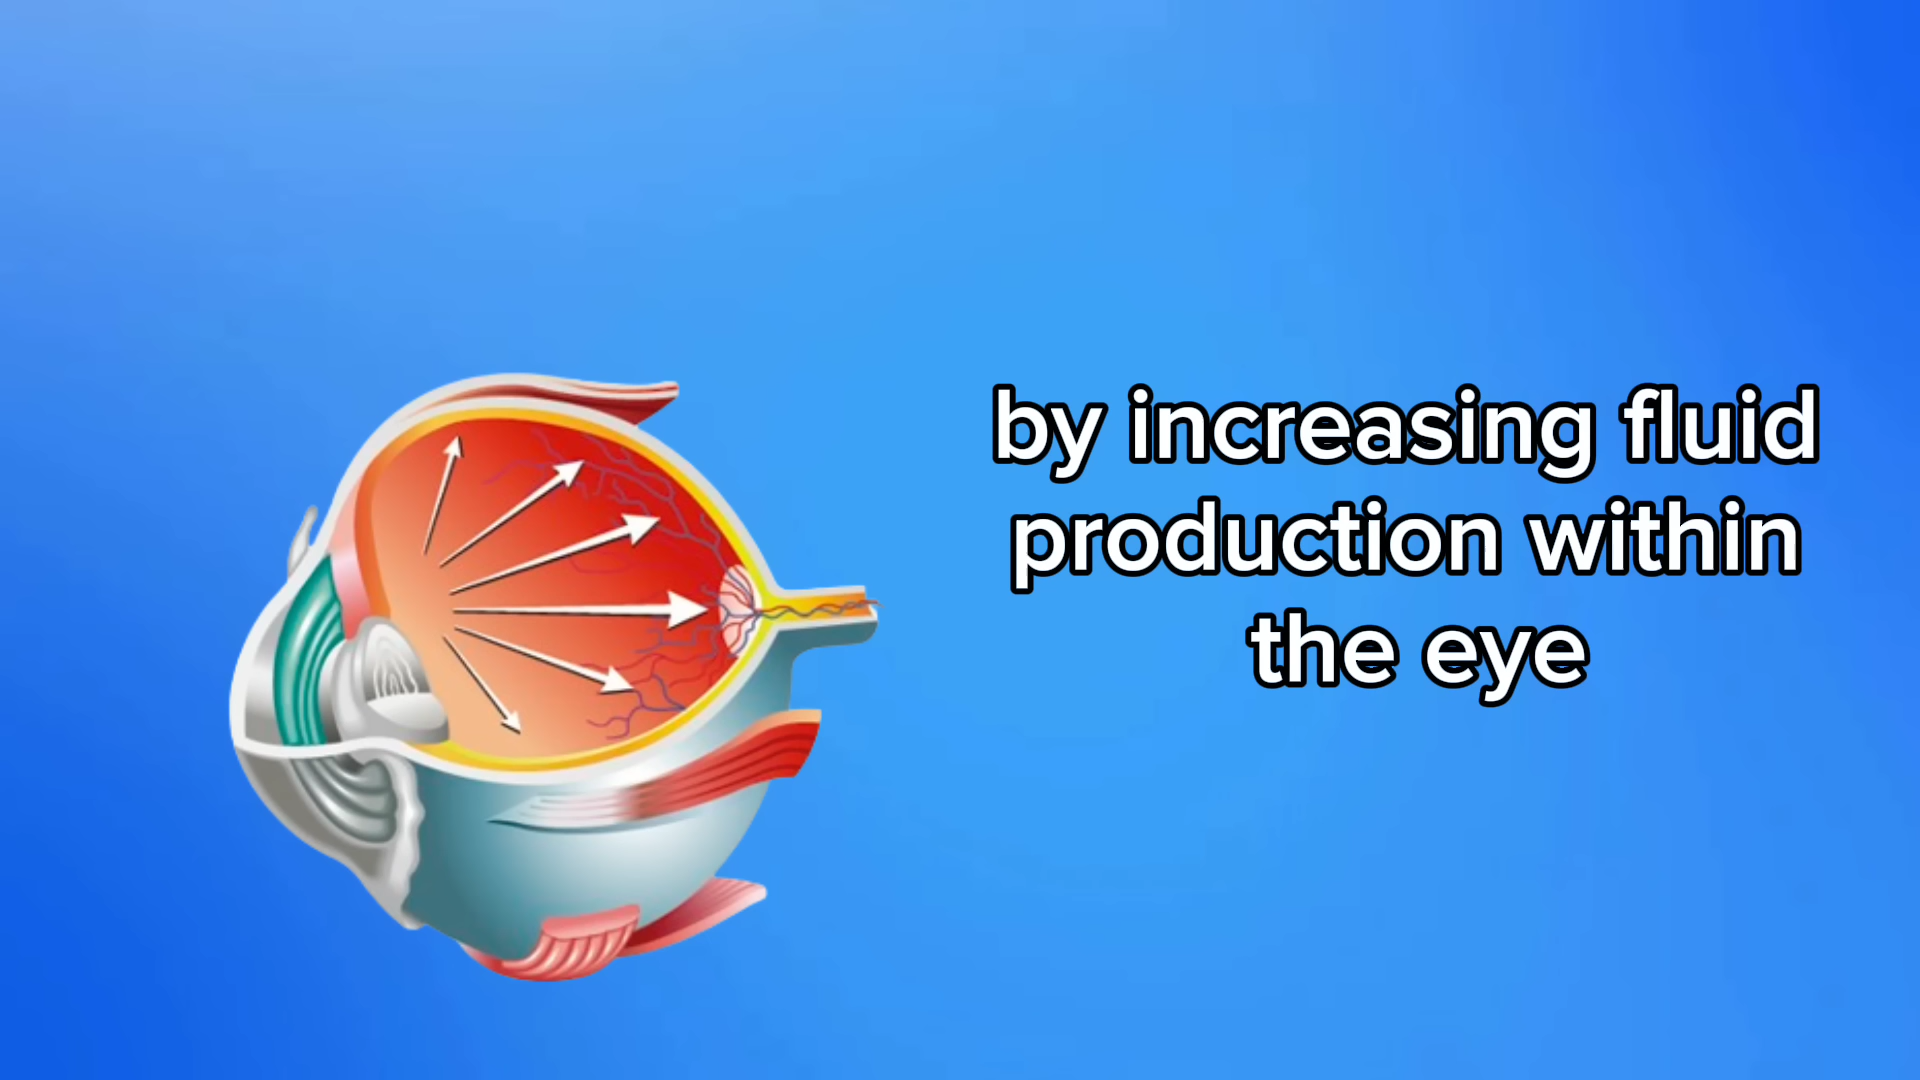 by increasing fluid
production within
the eye